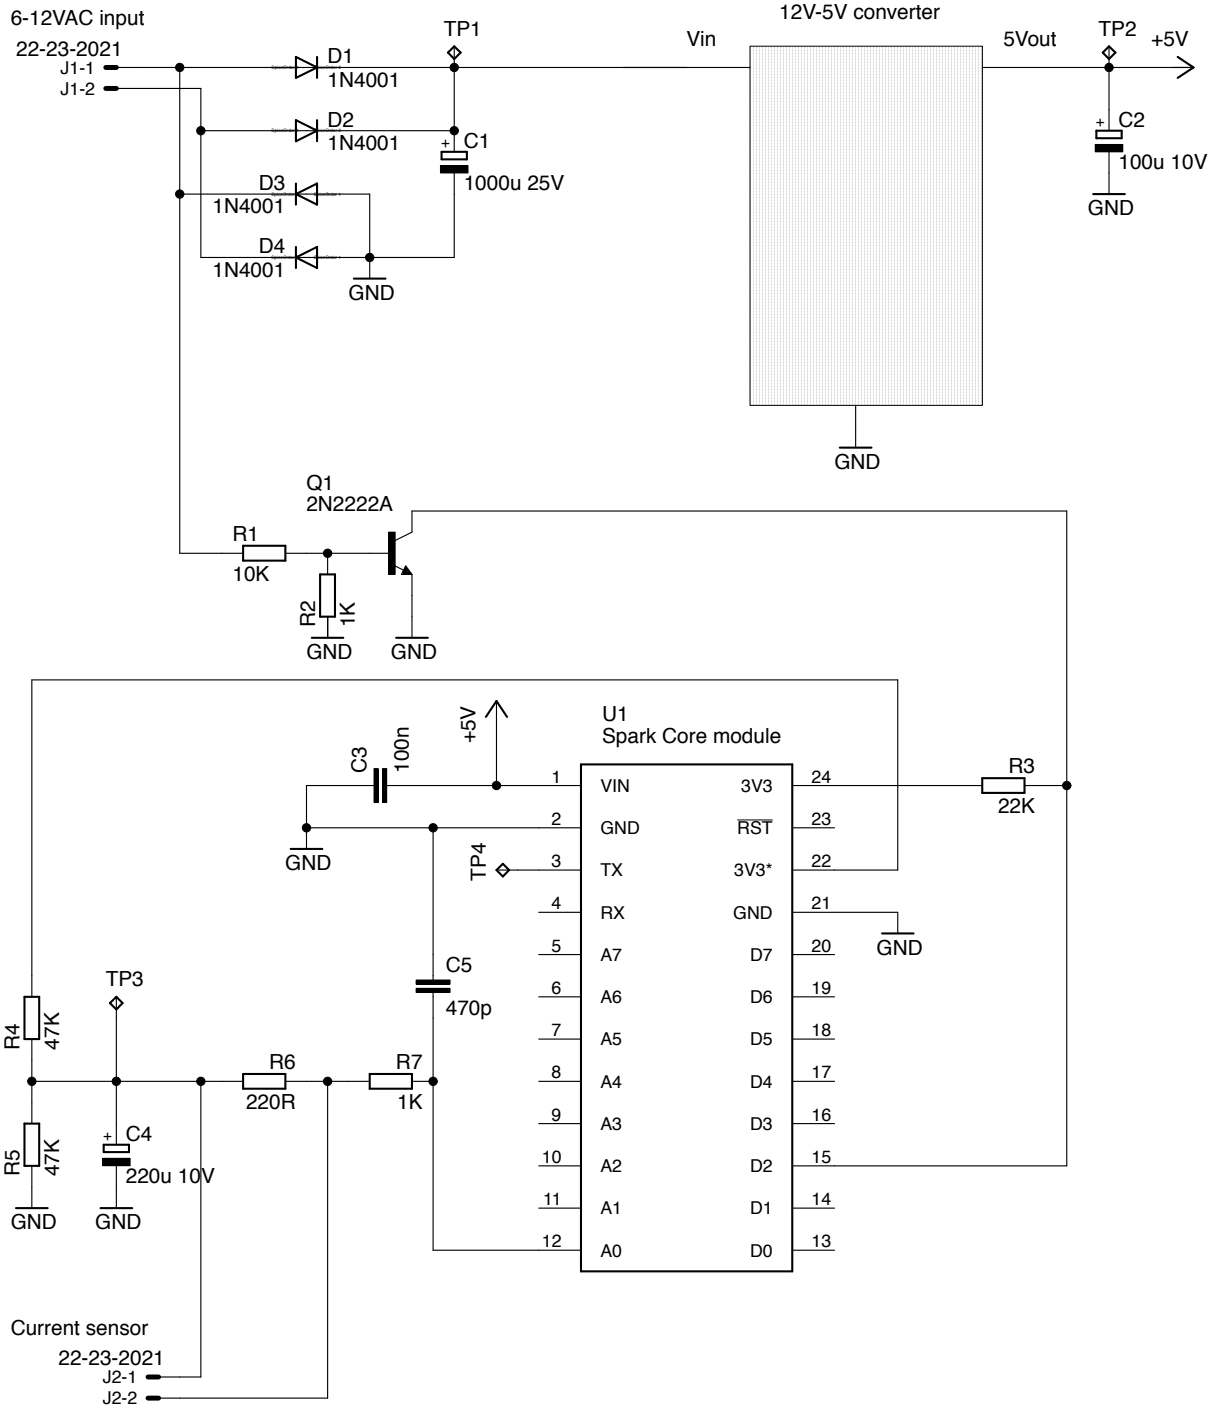 6-12VAC input
22-23-2021
J1-1
J1-2
D1
1N4001
D2
1N4001
D3
1N4001
D4
1N4001
GND
TP1
+
C1
1000u 25V
Vin
12V-5V converter
5Vout
GND
TP2
+5V
+
C2
100u 10V
GND
Q1
2N2222A
R1
10K
R2
1K
GND
GND
+5V
C3
100n
GND
TP4
U1
Spark Core module
1 VIN 3V3 24
2 GND RST 23
3 TX 3V3* 22
4 RX GND 21
5 A7 D7 20
6 A6 D6 19
7 A5 D5 18
8 A4 D4 17
9 A3 D3 16
10 A2 D2 15
11 A1 D1 14
12 A0 D0 13
R3
22K
GND
C5
470p
TP3
R4
47K
R6
220R
R7
1K
R5
47K
+
C4
220u 10V
GND
GND
Current sensor
22-23-2021
J2-1
J2-2